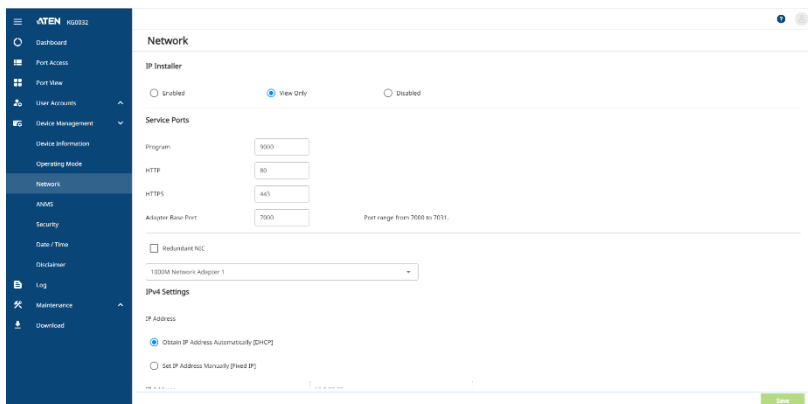 ATEN KG0032
Dashboard
Port Access
Port View
User Accounts
Device Management
Device Information
Operating Mode
Network
ANMS
Security
Date / Time
Disclaimer
Log
Maintenance
Download
Network
IP Installer
Enabled View Only Disabled
Service Ports
Program 9000
HTTP 80
HTTPS 443
Adapter Base Port 7000 Port range from 7000 to 7031.
Redundant NIC
1000M Network Adapter 1
IPv4 Settings
IP Address
Obtain IP Address Automatically [DHCP]
Set IP Address Manually [Fixed IP]
Save